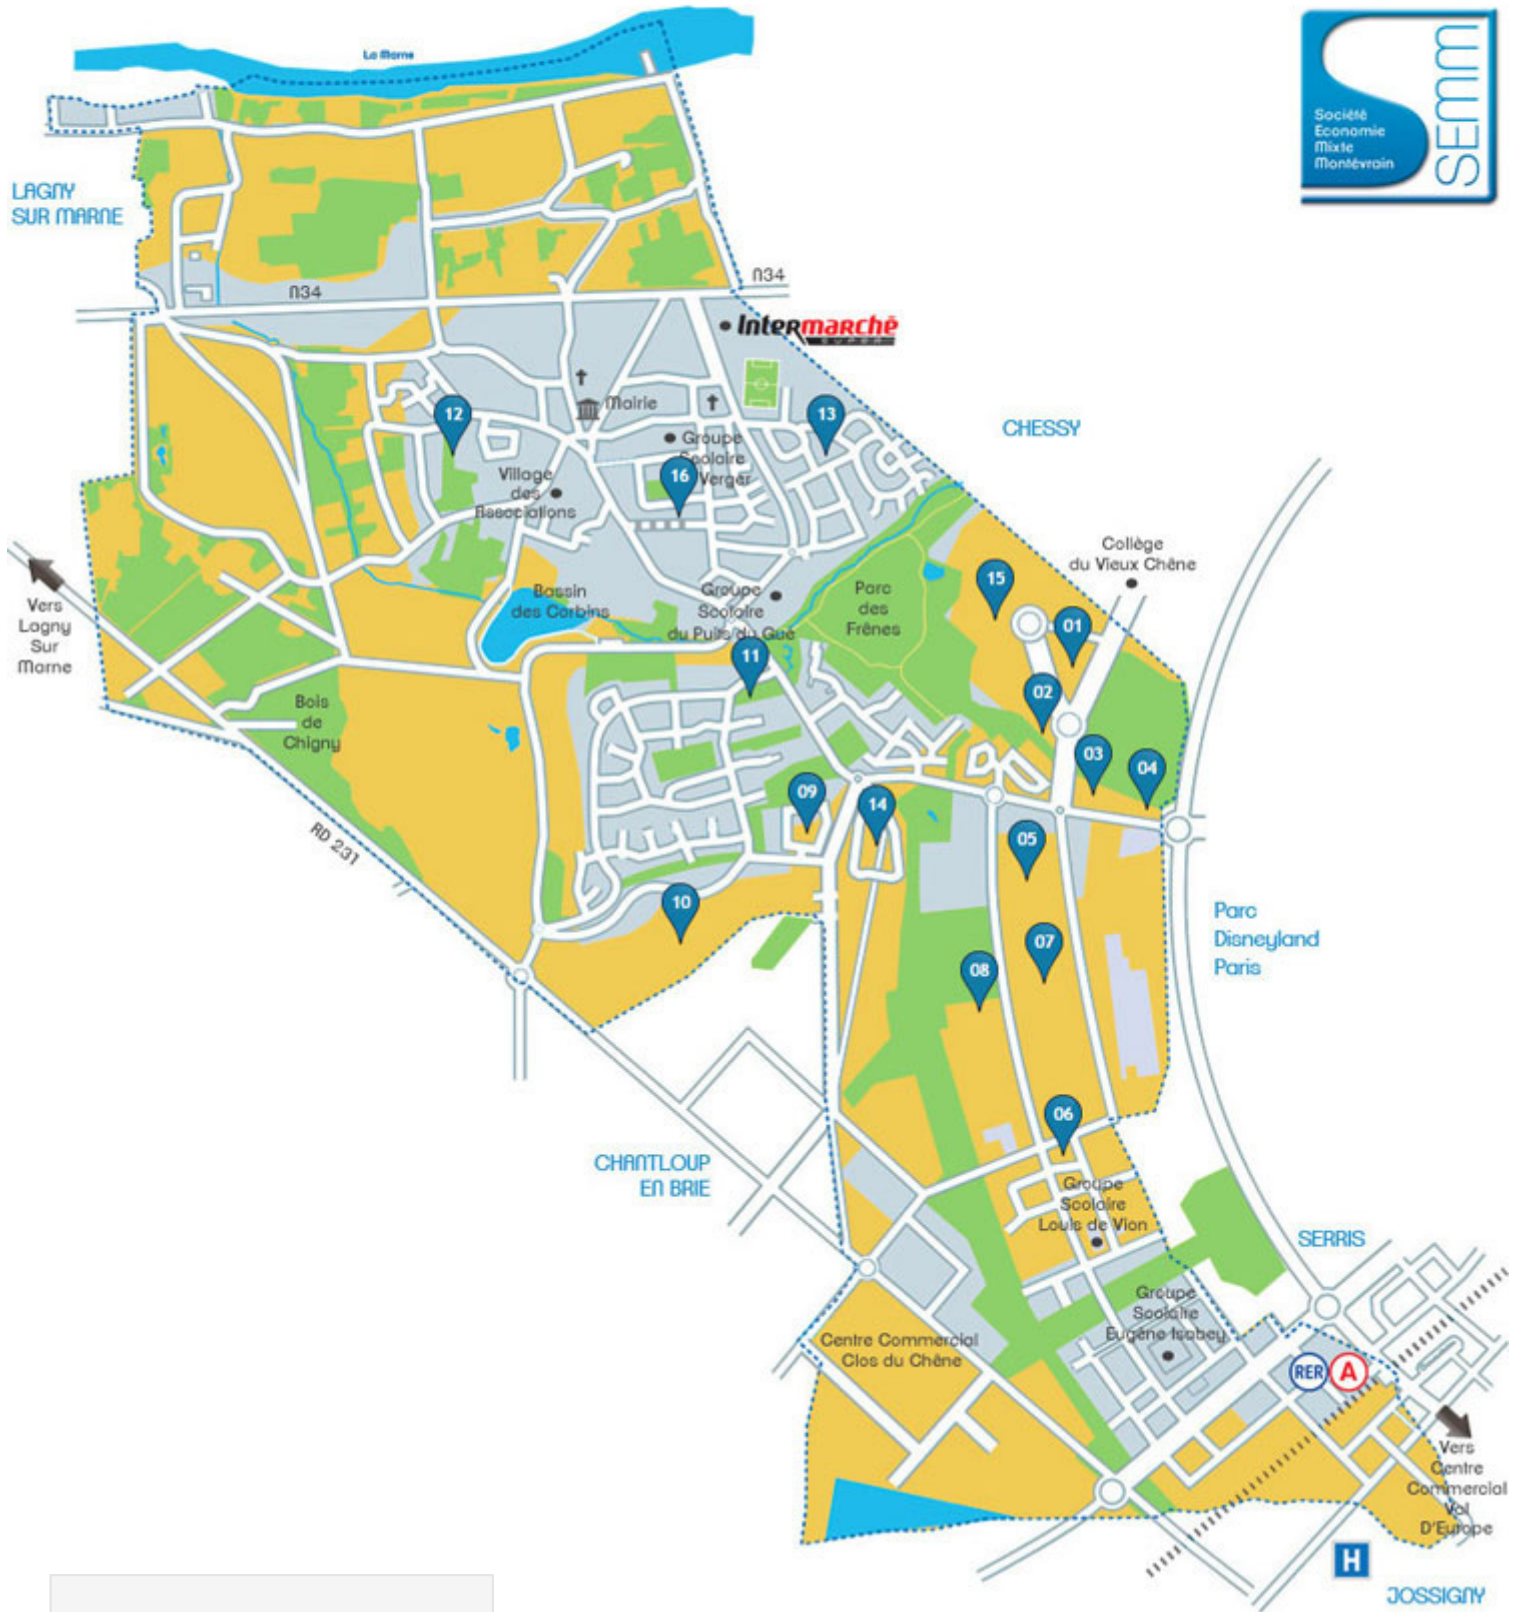 La Marne
Société
Economie
Mixte
Montévrain
SEMM
LAGNY
SUR MARNE
N34
N34
Intermarché
SUPER
Mairie
12
13
CHESSY
Groupe
Scolaire
Verger
16
Village
des
Associations
Collège
du Vieux Chêne
15
Vers
Lagny
Sur
Marne
Bassin
des Corbins
Groupe
Scolaire
du Puits du Gué
Parc
des
Frênes
01
11
02
Bois
de
Chigny
03
04
09
14
RD 231
05
10
Parc
Disneyland
Paris
07
08
06
CHANTLOUP
EN BRIE
Groupe
Scolaire
Louis de Vion
SERRIS
Groupe
Scolaire
Eugène Isabey
Centre Commercial
Clos du Chêne
RER A
Vers
Centre
Commercial
Val
D'Europe
H
JOSSIGNY